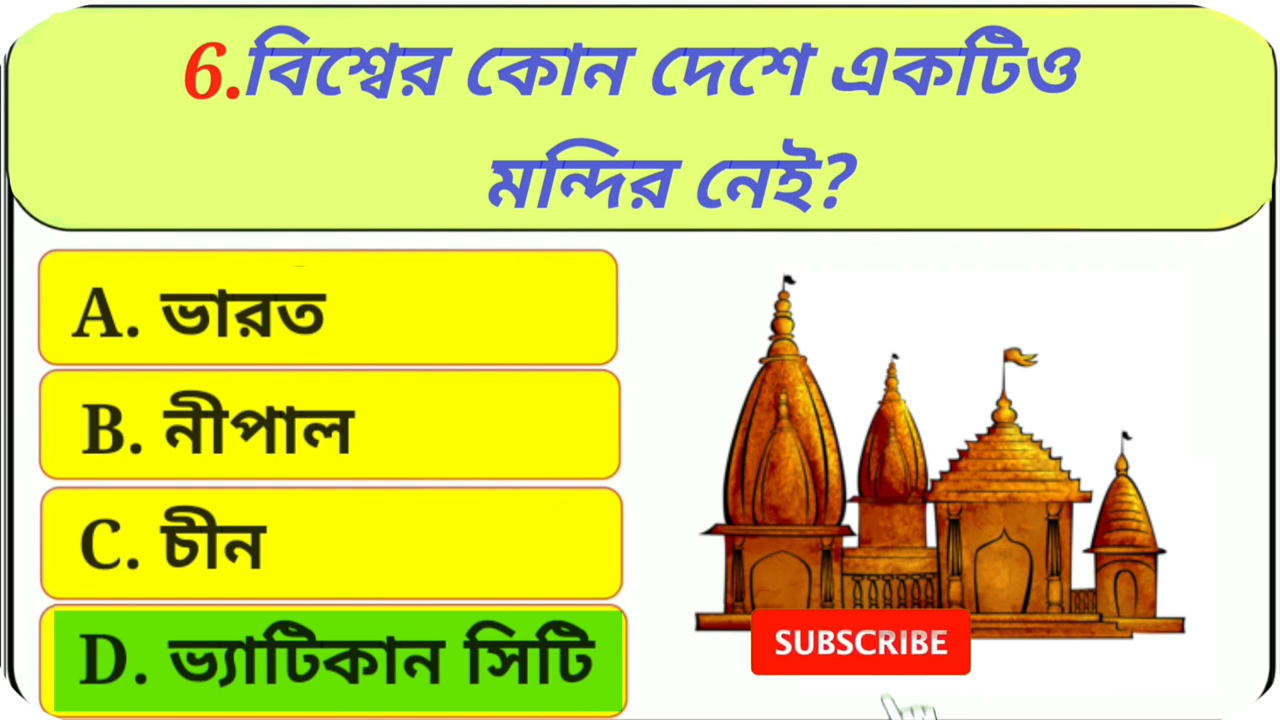 6.বিশ্বের কোন দেশে একটিও
মন্দির নেই?
A. ভারত
B. নীপাল
C. চীন
D. ভ্যাটিকান সিটি
SUBSCRIBE